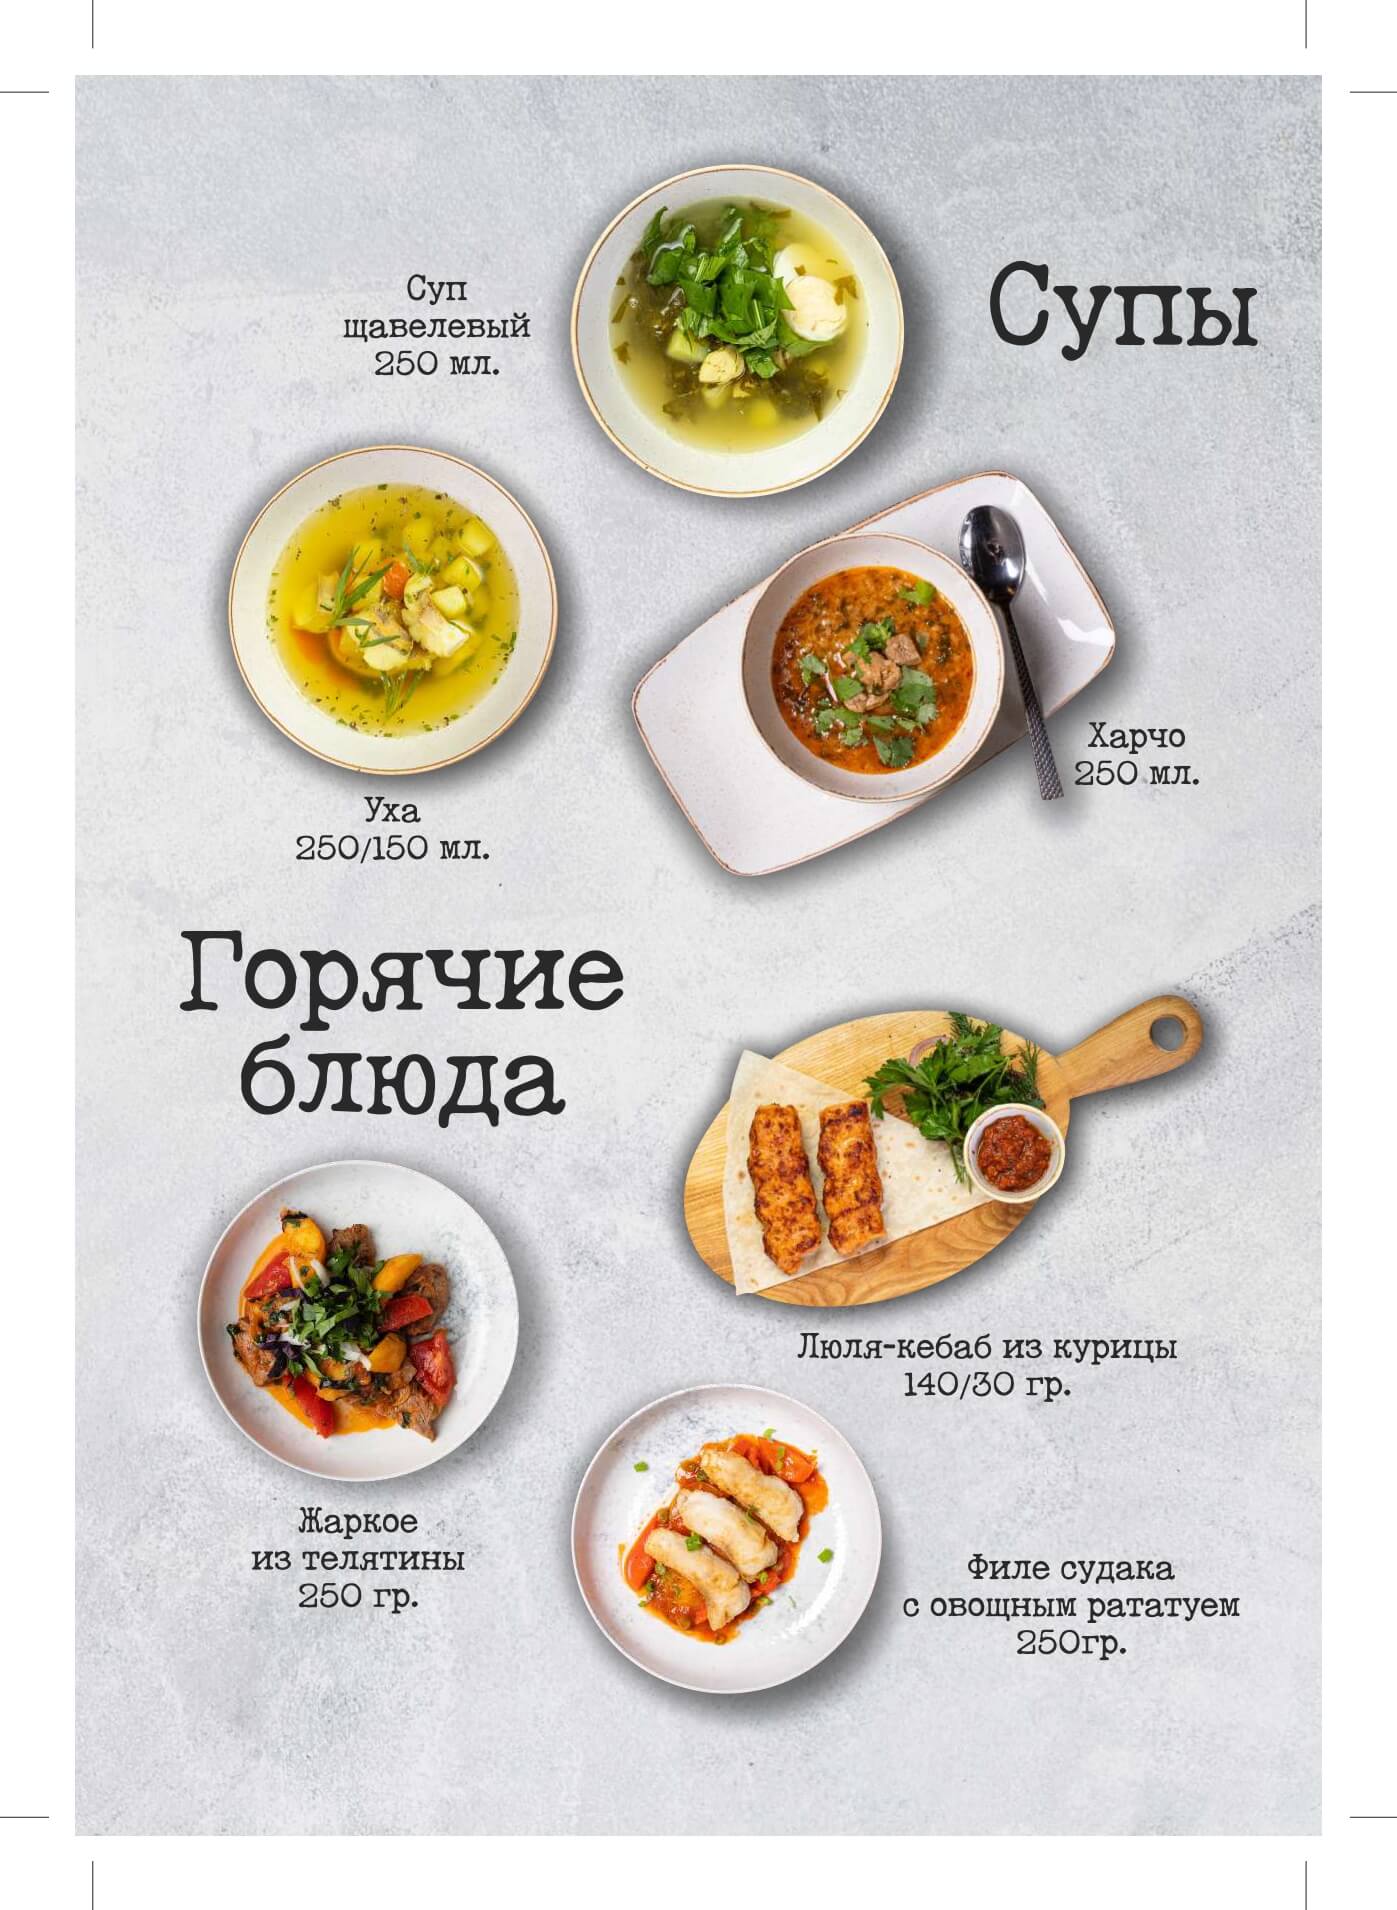 Супы
Суп
щавелевый
250 мл.
Уха
250/150 мл.
Харчо
250 мл.
Горячие
блюда
Люля-кебаб из курицы
140/30 гр.
Жаркое
из телятины
250 гр.
Филе судака
с овощным рататуем
250гр.